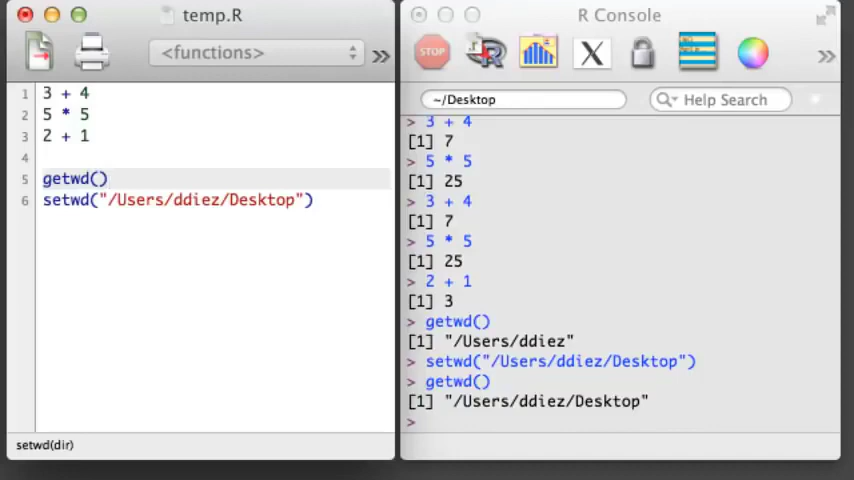 temp.R
<functions>
1 3 + 4
2 5 * 5
3 2 + 1
4
5 getwd()
6 setwd("/Users/ddiez/Desktop")
setwd(dir)
R Console
STOP
R
X
~/Desktop
Help Search
> 3 + 4
[1] 7
> 5 * 5
[1] 25
> 3 + 4
[1] 7
> 5 * 5
[1] 25
> 2 + 1
[1] 3
> getwd()
[1] "/Users/ddiez"
> setwd("/Users/ddiez/Desktop")
> getwd()
[1] "/Users/ddiez/Desktop"
>